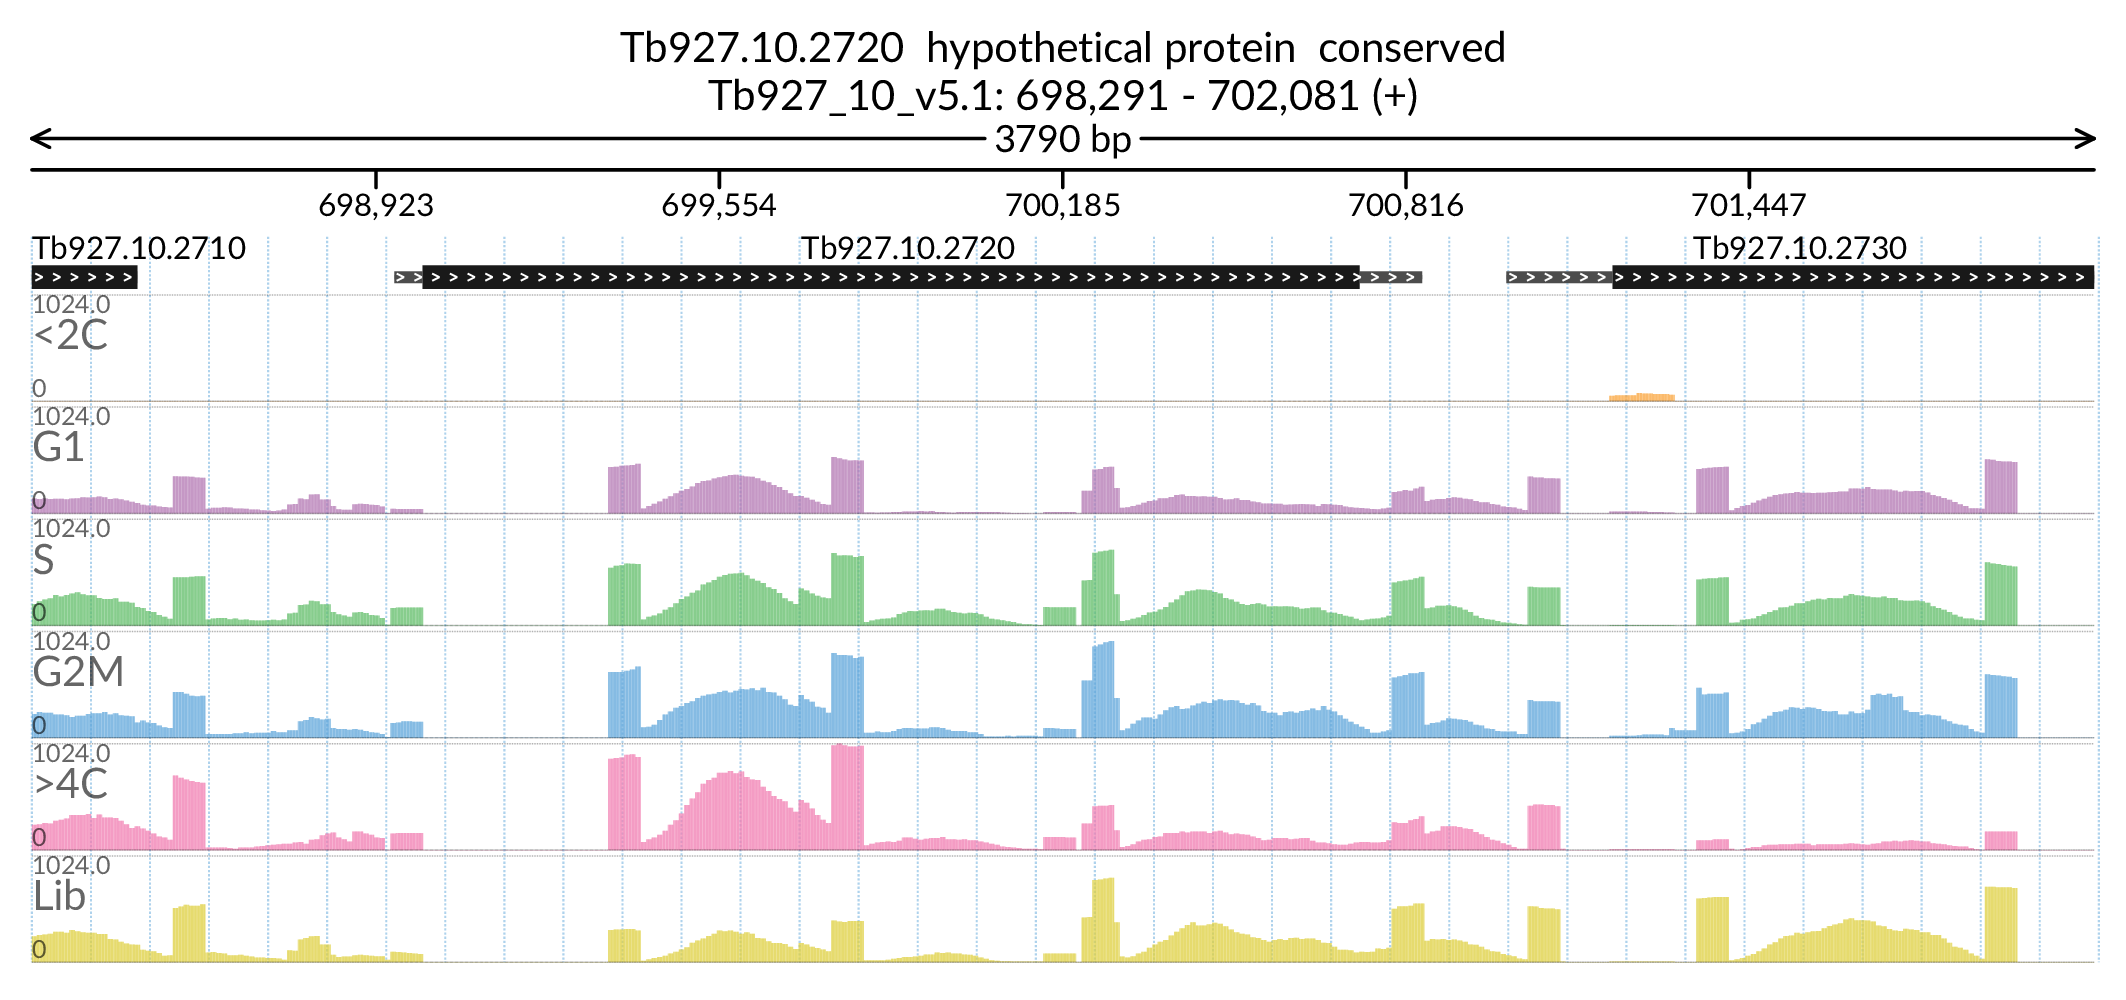 Tb927.10.2720 hypothetical protein conserved
Tb927_10_v5.1: 698,291 - 702,081 (+)
3790 bp
698,923 699,554 700,185 700,816 701,447
Tb927.10.2710 Tb927.10.2720 Tb927.10.2730
1024.0
<2C
0
1024.0
G1
0
1024.0
S
0
1024.0
G2M
0
1024.0
>4C
0
1024.0
Lib
0